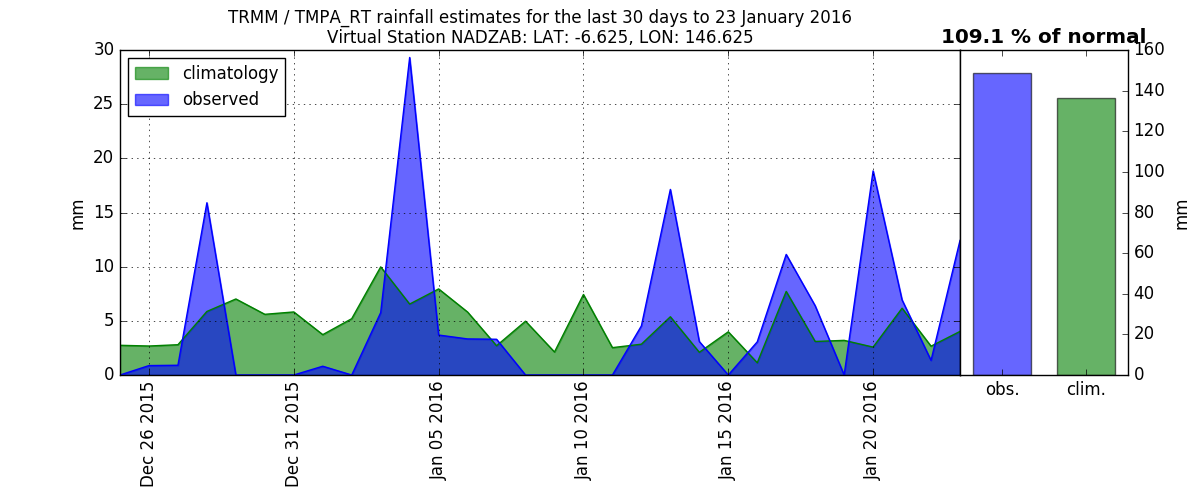 TRMM / TMPA_RT rainfall estimates for the last 30 days to 23 January 2016
Virtual Station NADZAB: LAT: -6.625, LON: 146.625
109.1 % of normal
climatology
observed
30
25
20
15
10
5
0
mm
Dec 26 2015
Dec 31 2015
Jan 05 2016
Jan 10 2016
Jan 15 2016
Jan 20 2016
160
140
120
100
80
60
40
20
0
mm
obs.
clim.